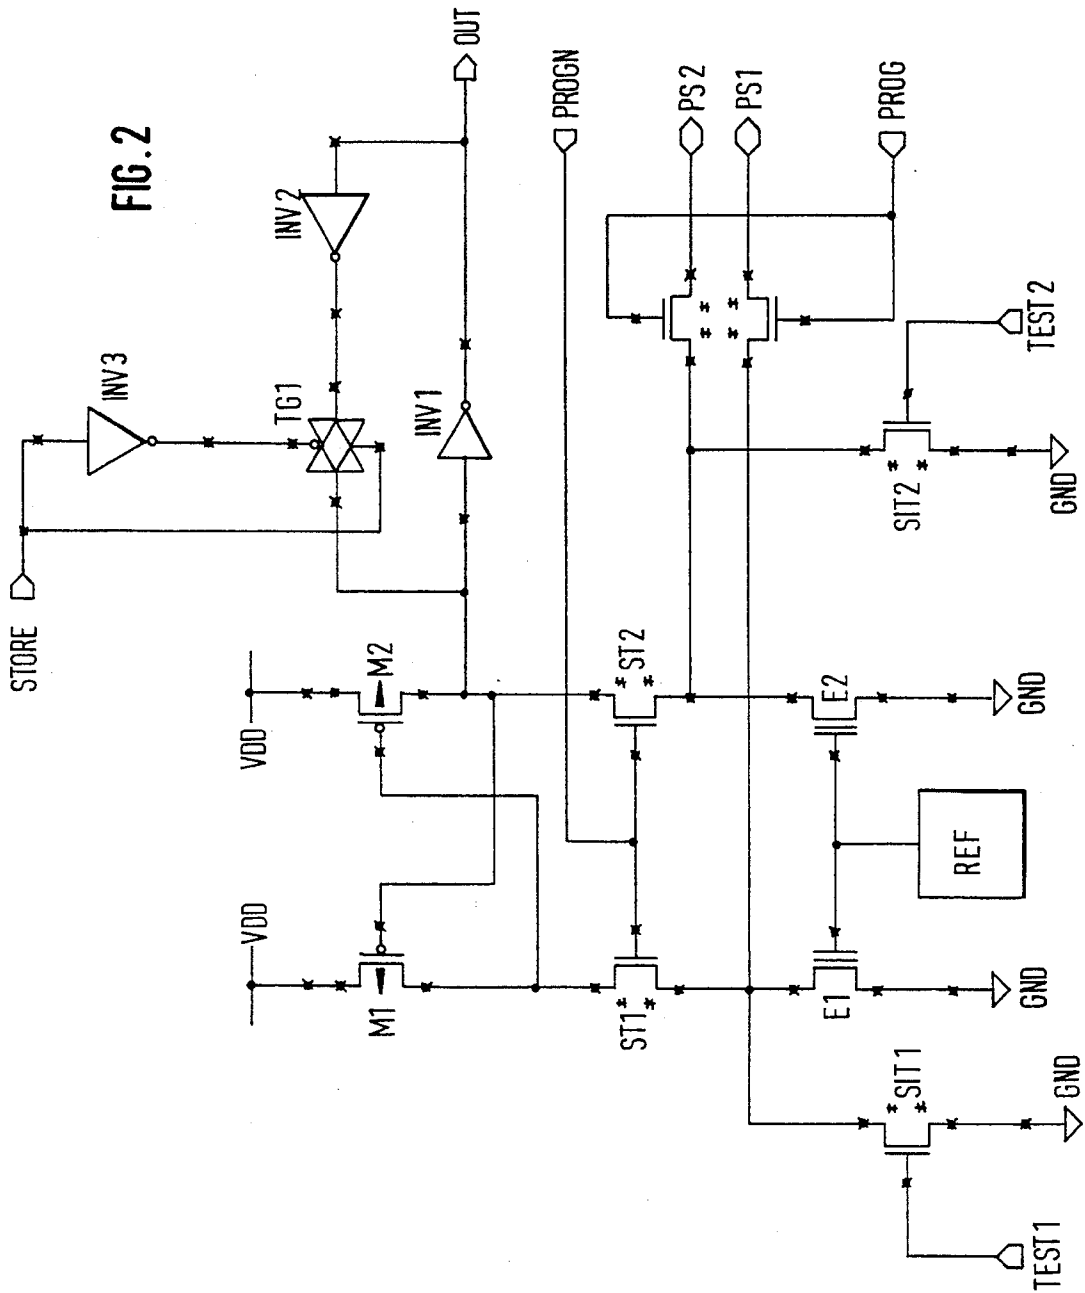 FIG.2
OUT
PROGN
PS2
PS1
PROG
INV2
INV3
TG1
INV1
TEST2
STORE
SIT2
GND
VDD
M2
ST2
E2
GND
VDD
REF
M1
ST1
E1
GND
SIT1
GND
TEST1